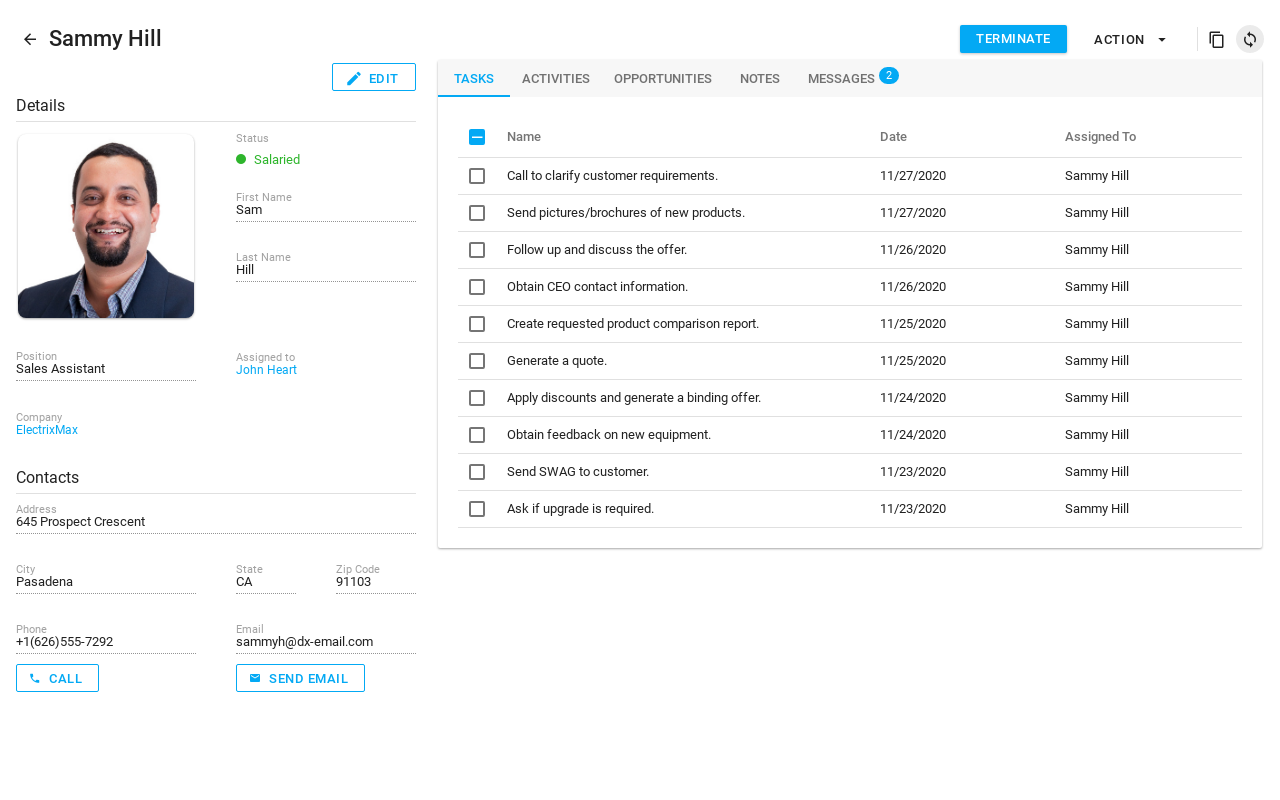 Sammy Hill
TERMINATE
ACTION
EDIT
TASKS ACTIVITIES OPPORTUNITIES NOTES MESSAGES 2
Details
Status
Salaried
First Name
Sam
Last Name
Hill
Position
Sales Assistant
Assigned to
John Heart
Company
ElectrixMax
Contacts
Address
645 Prospect Crescent
City
Pasadena
State
CA
Zip Code
91103
Phone
+1(626)555-7292
Email
sammyh@dx-email.com
CALL
SEND EMAIL
Name Date Assigned To
Call to clarify customer requirements. 11/27/2020 Sammy Hill
Send pictures/brochures of new products. 11/27/2020 Sammy Hill
Follow up and discuss the offer. 11/26/2020 Sammy Hill
Obtain CEO contact information. 11/26/2020 Sammy Hill
Create requested product comparison report. 11/25/2020 Sammy Hill
Generate a quote. 11/25/2020 Sammy Hill
Apply discounts and generate a binding offer. 11/24/2020 Sammy Hill
Obtain feedback on new equipment. 11/24/2020 Sammy Hill
Send SWAG to customer. 11/23/2020 Sammy Hill
Ask if upgrade is required. 11/23/2020 Sammy Hill